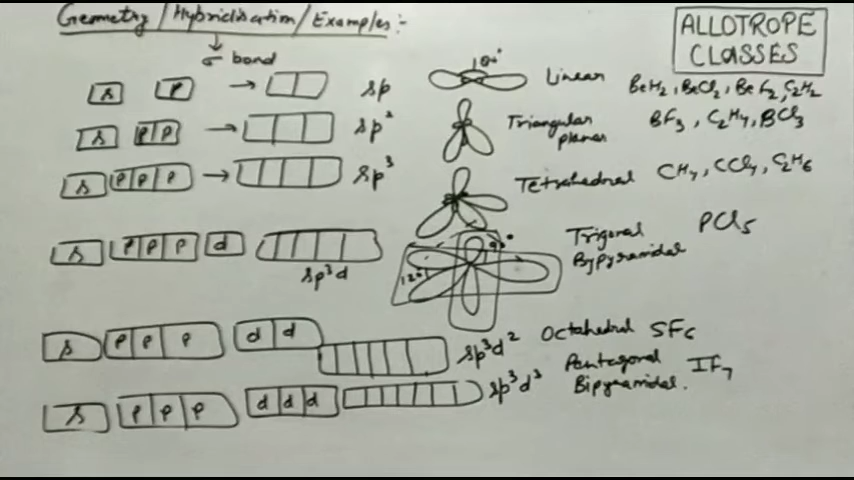 Geometry / Hybridisation / Examples :-
ALLOTROPE
CLASSES
σ bond
s p → sp 180° Linear BeH2, BeCl2, BeF2, C2H2
s p p → sp² Triangular planar BF3, C2H4, BCl3
s p p p → sp³ Tetrahedral CH4, CCl4, C2H6
s p p p d sp³d 90° 120° Trigonal Bypyramidal PCl5
s p p p d d sp³d² Octahedral SF6
s p p p d d d sp³d³ Pentagonal Bipyramidal. IF7